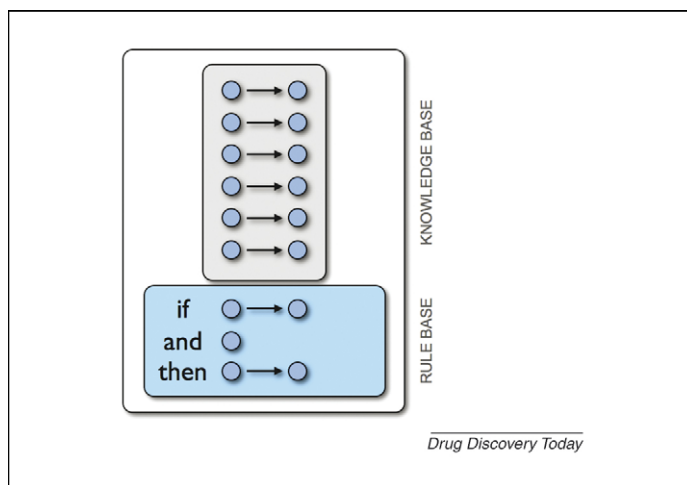 KNOWLEDGE BASE
if
and
then
RULE BASE
Drug Discovery Today